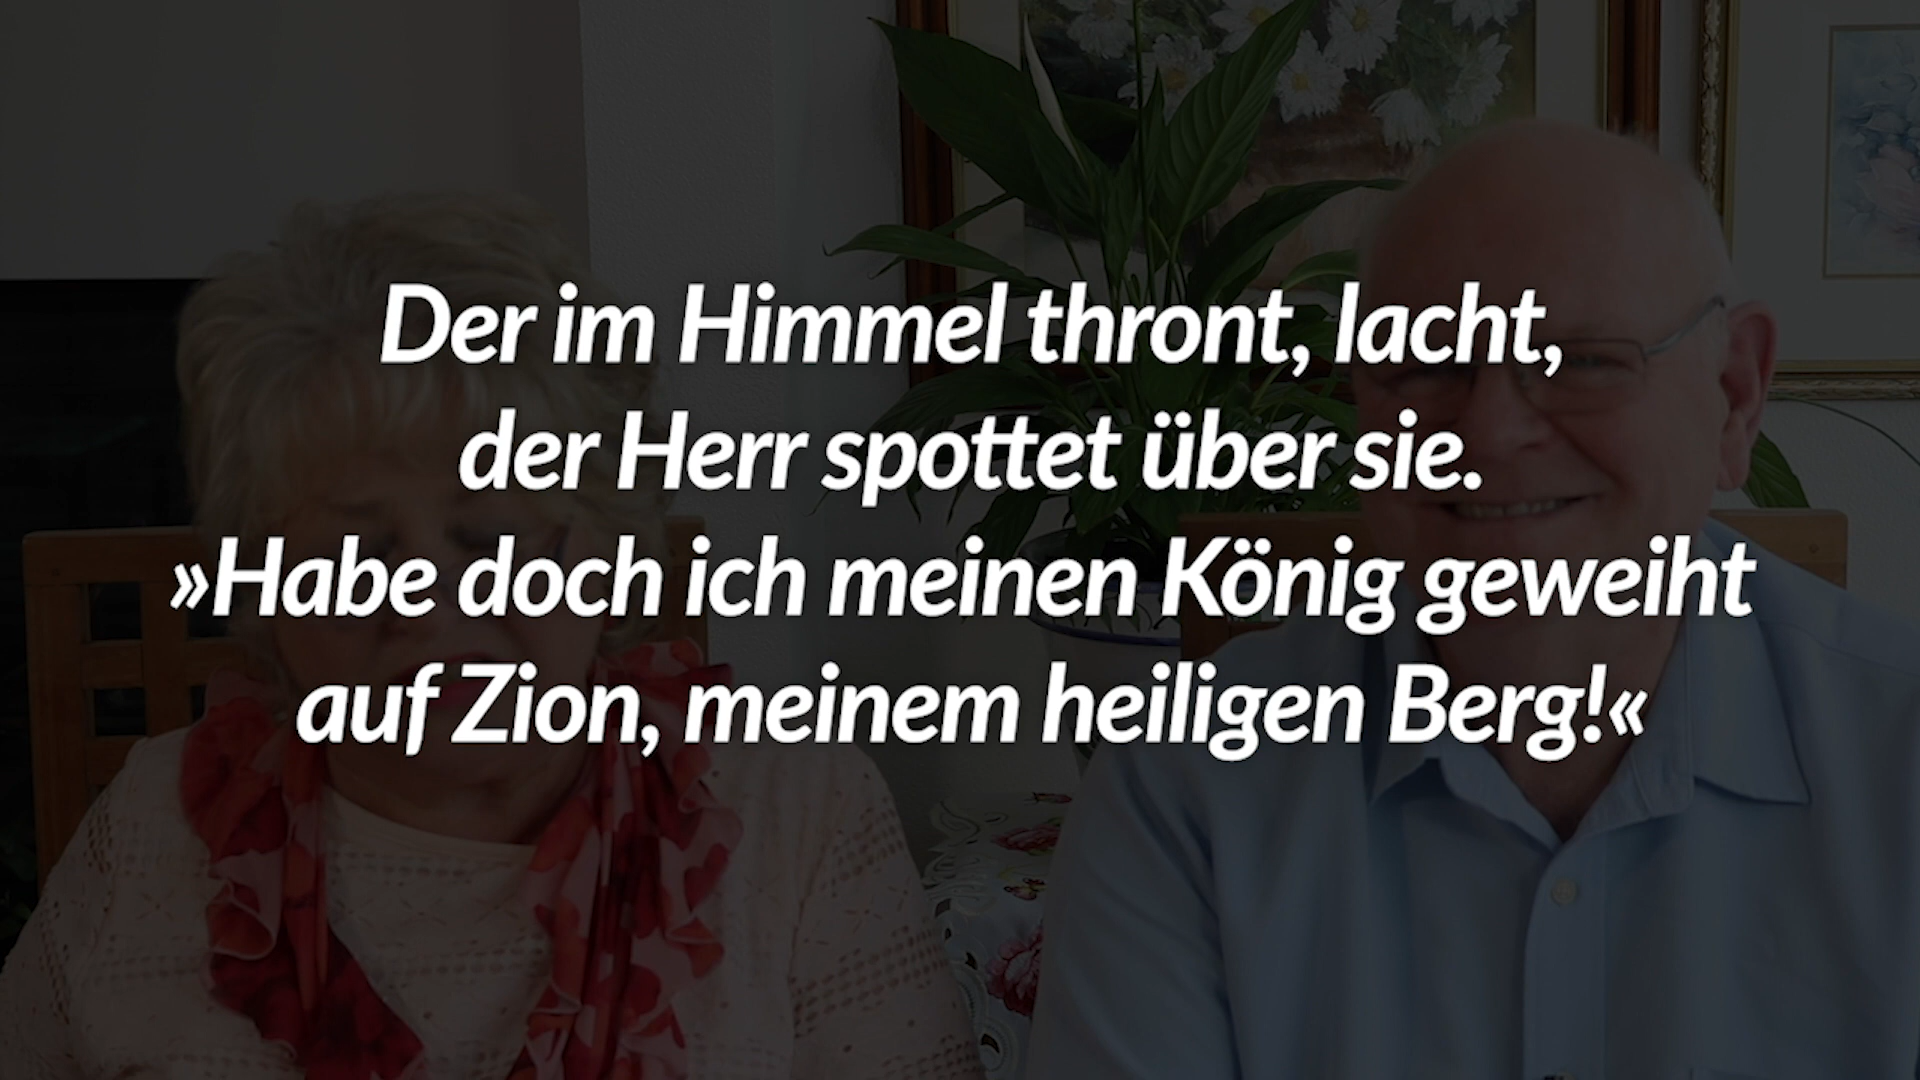 Der im Himmel thront, lacht,
der Herr spottet über sie.
»Habe doch ich meinen König geweiht
auf Zion, meinem heiligen Berg!«